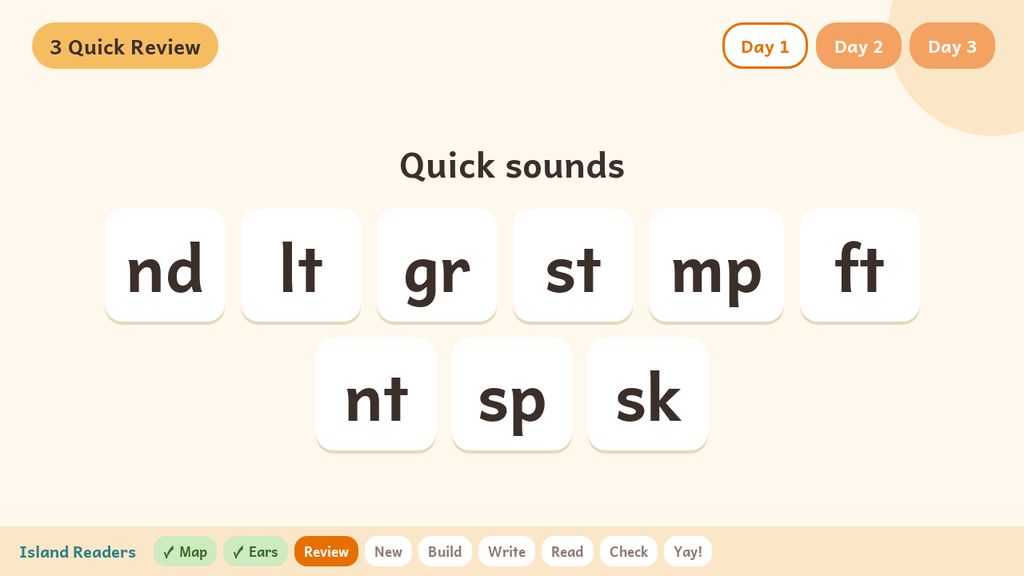 3 Quick Review
Day 1 Day 2 Day 3
Quick sounds
nd lt gr st mp ft
nt sp sk
Island Readers ✓ Map ✓ Ears Review New Build Write Read Check Yay!